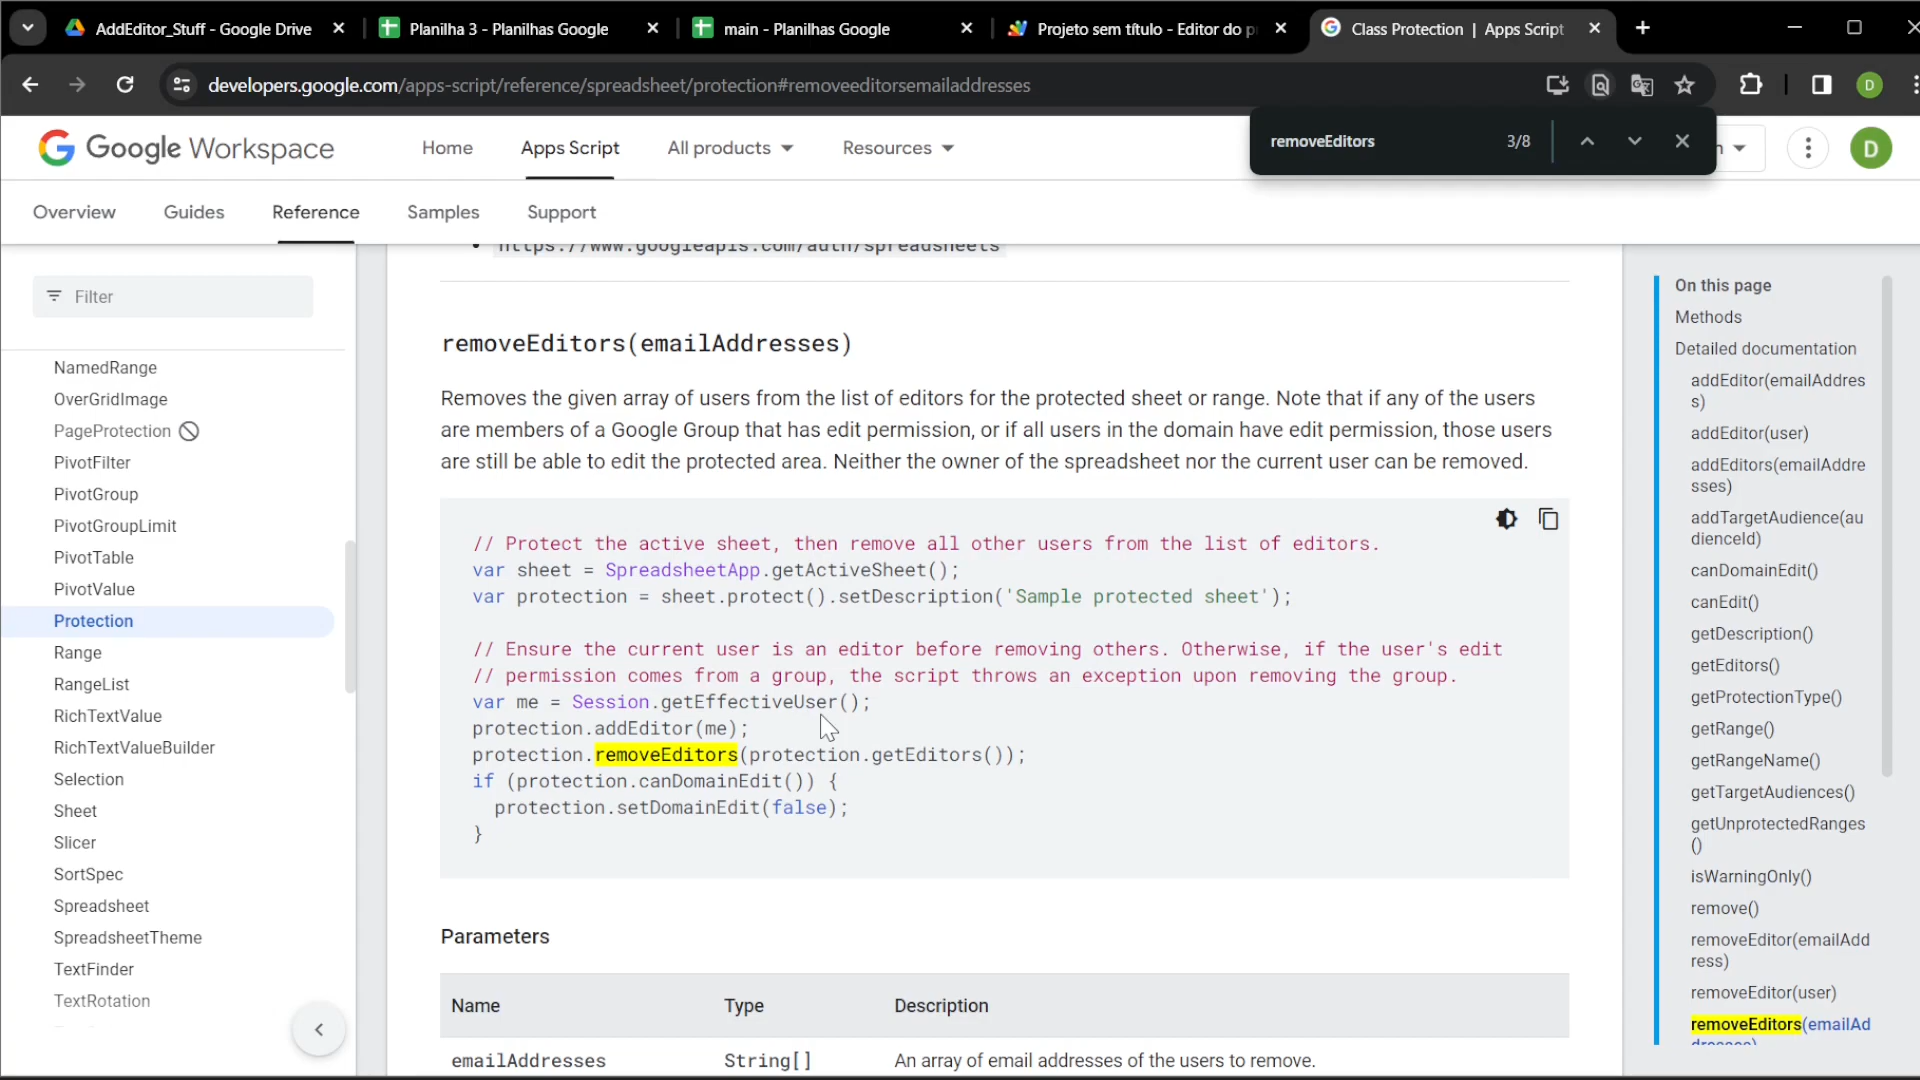 AddEditor_Stuff - Google Drive
Planilha 3 - Planilhas Google
main - Planilhas Google
Projeto sem título - Editor do p
Class Protection | Apps Script
developers.google.com/apps-script/reference/spreadsheet/protection#removeeditorsemailaddresses
D
removeEditors 3/8
Google Workspace
Home
Apps Script
All products
Resources
D
Overview
Guides
Reference
Samples
Support
Filter
NamedRange
OverGridImage
PageProtection
PivotFilter
PivotGroup
PivotGroupLimit
PivotTable
PivotValue
Protection
Range
RangeList
RichTextValue
RichTextValueBuilder
Selection
Sheet
Slicer
SortSpec
Spreadsheet
SpreadsheetTheme
TextFinder
TextRotation
https://www.googleapis.com/auth/spreadsheets
removeEditors(emailAddresses)
Removes the given array of users from the list of editors for the protected sheet or range. Note that if any of the users
are members of a Google Group that has edit permission, or if all users in the domain have edit permission, those users
are still be able to edit the protected area. Neither the owner of the spreadsheet nor the current user can be removed.
// Protect the active sheet, then remove all other users from the list of editors.
var sheet = SpreadsheetApp.getActiveSheet();
var protection = sheet.protect().setDescription('Sample protected sheet');
// Ensure the current user is an editor before removing others. Otherwise, if the user's edit
// permission comes from a group, the script throws an exception upon removing the group.
var me = Session.getEffectiveUser();
protection.addEditor(me);
protection.removeEditors(protection.getEditors());
if (protection.canDomainEdit()) {
protection.setDomainEdit(false);
}
Parameters
Name Type Description
emailAddresses String[] An array of email addresses of the users to remove.
On this page
Methods
Detailed documentation
addEditor(emailAddres
s)
addEditor(user)
addEditors(emailAddre
sses)
addTargetAudience(au
dienceId)
canDomainEdit()
canEdit()
getDescription()
getEditors()
getProtectionType()
getRange()
getRangeName()
getTargetAudiences()
getUnprotectedRanges
()
isWarningOnly()
remove()
removeEditor(emailAdd
ress)
removeEditor(user)
removeEditors(emailAd
dresses)